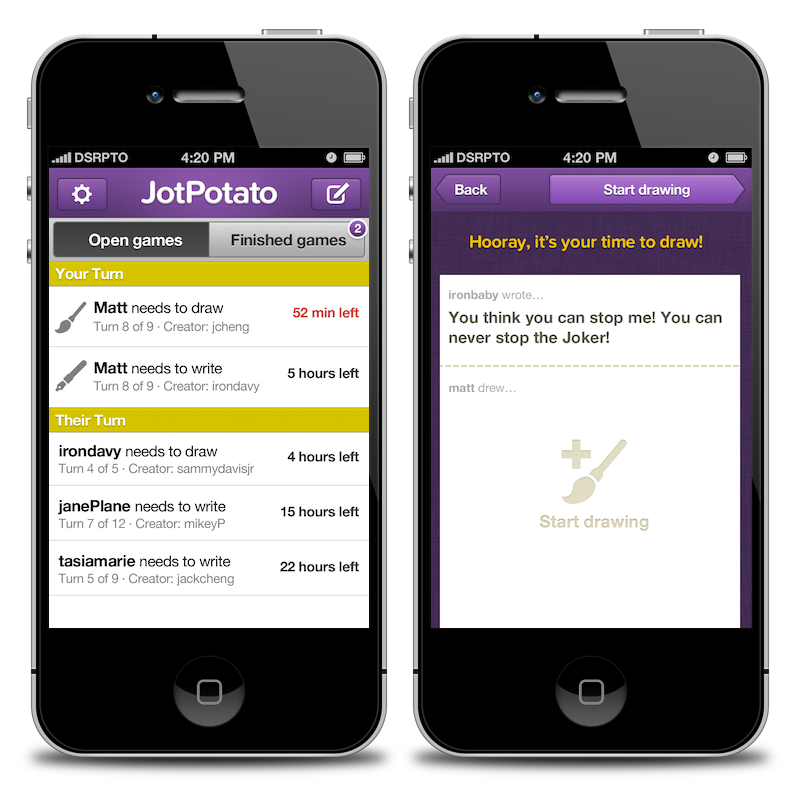 DSRPTO 4:20 PM
JotPotato
Open games
Finished games 2
Your Turn
Matt needs to draw
Turn 8 of 9 · Creator: jcheng
52 min left
Matt needs to write
Turn 8 of 9 · Creator: irondavy
5 hours left
Their Turn
irondavy needs to draw
Turn 4 of 5 · Creator: sammydavisjr
4 hours left
janePlane needs to write
Turn 7 of 12 · Creator: mikeyP
15 hours left
tasiamarie needs to write
Turn 5 of 9 · Creator: jackcheng
22 hours left
DSRPTO 4:20 PM
Back
Start drawing
Hooray, it's your time to draw!
ironbaby wrote...
You think you can stop me! You can
never stop the Joker!
matt drew...
Start drawing